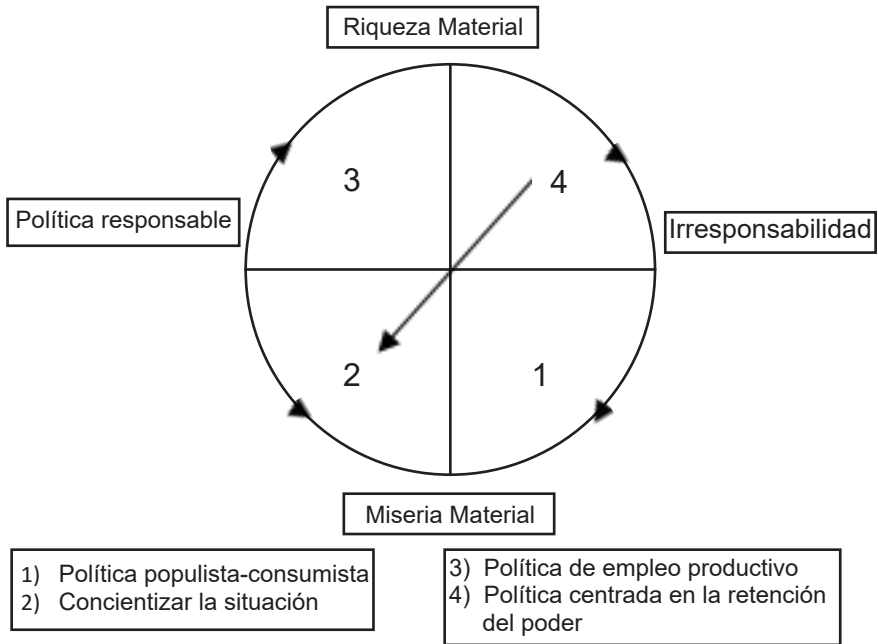 Riqueza Material
3
4
Política responsable
Irresponsabilidad
2
1
Miseria Material
1) Política populista-consumista
2) Concientizar la situación
3) Política de empleo productivo
4) Política centrada en la retención
del poder